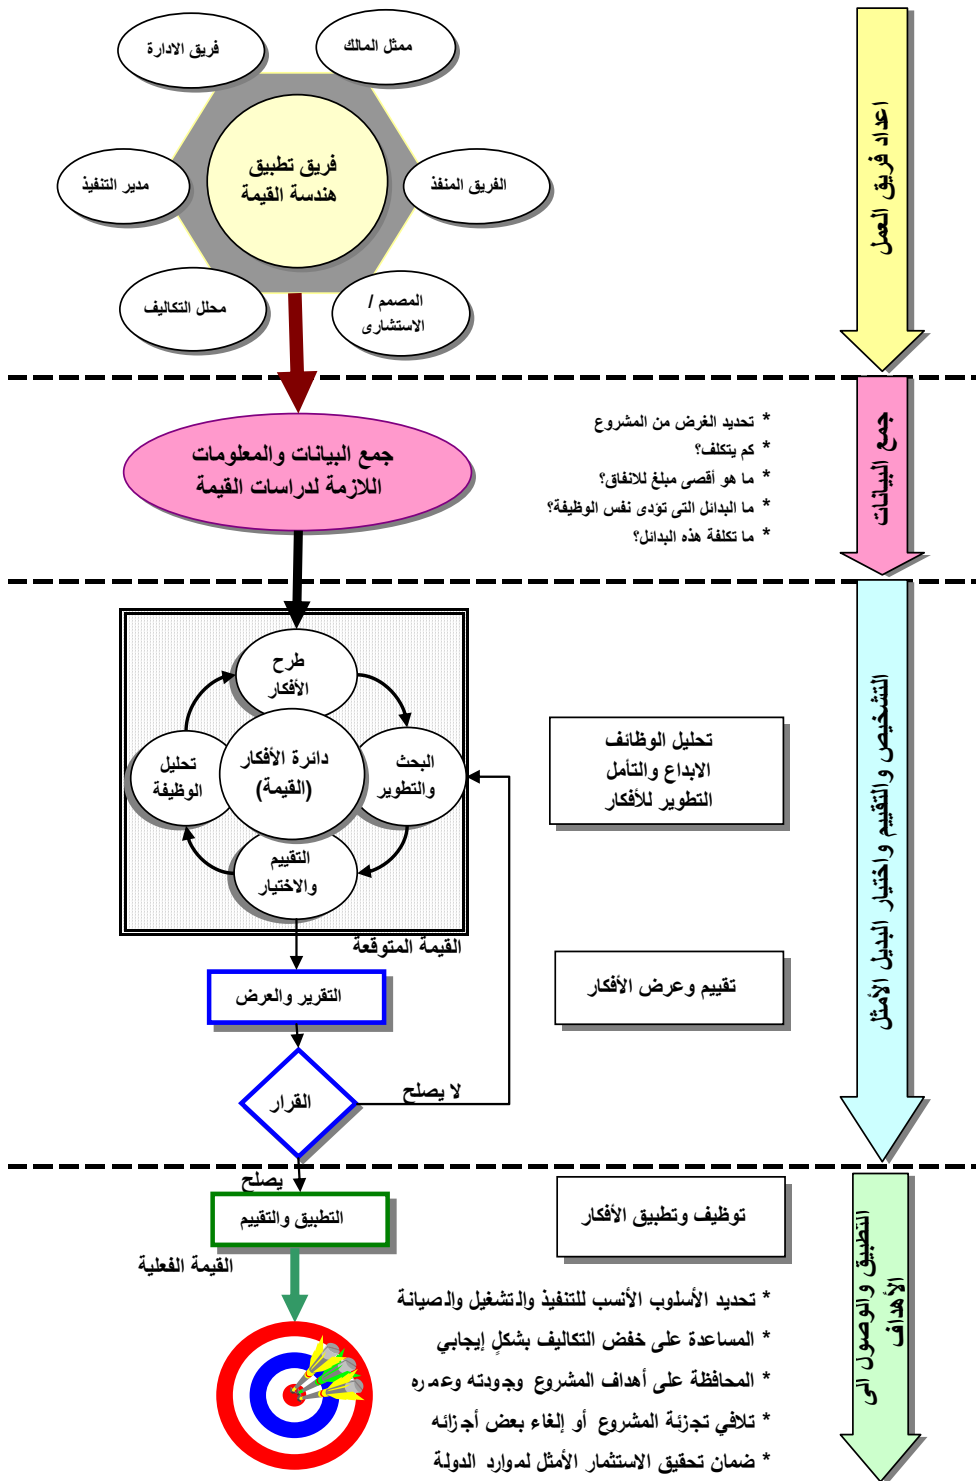 ممثل المالك
فريق الادارة
فريق تطبيق
هندسة القيمة
الفريق المنفذ
مدير التنفيذ
المصمم /
الاستشارى
محلل التكاليف
اعداد فريق العمل
جمع البيانات والمعلومات
اللازمة لدراسات القيمة
* تحديد الغرض من المشروع
* كم يتكلف؟
* ما هو أقصى مبلغ للانفاق؟
* ما البدائل التى تؤدى نفس الوظيفة؟
* ما تكلفة هذه البدائل؟
جمع البيانات
طرح
الأفكار
البحث
والتطوير
دائرة الأفكار
(القيمة)
تحليل
الوظيفة
التقييم
والاختيار
تحليل الوظائف
الابداع والتأمل
التطوير للأفكار
القيمة المتوقعة
التقرير والعرض
تقييم وعرض الأفكار
القرار
لا يصلح
التشخيص والتقييم واختيار البديل الأمثل
يصلح
التطبيق والتقييم
توظيف وتطبيق الأفكار
القيمة الفعلية
* تحديد الأسلوب الأنسب للتنفيذ والتشغيل والصيانة
* المساعدة على خفض التكاليف بشكلٍ إيجابي
* المحافظة على أهداف المشروع وجودته وعمره
* تلافي تجزئة المشروع أو إلغاء بعض أجزائه
* ضمان تحقيق الاستثمار الأمثل لموارد الدولة
التطبيق والوصول الى
الأهداف